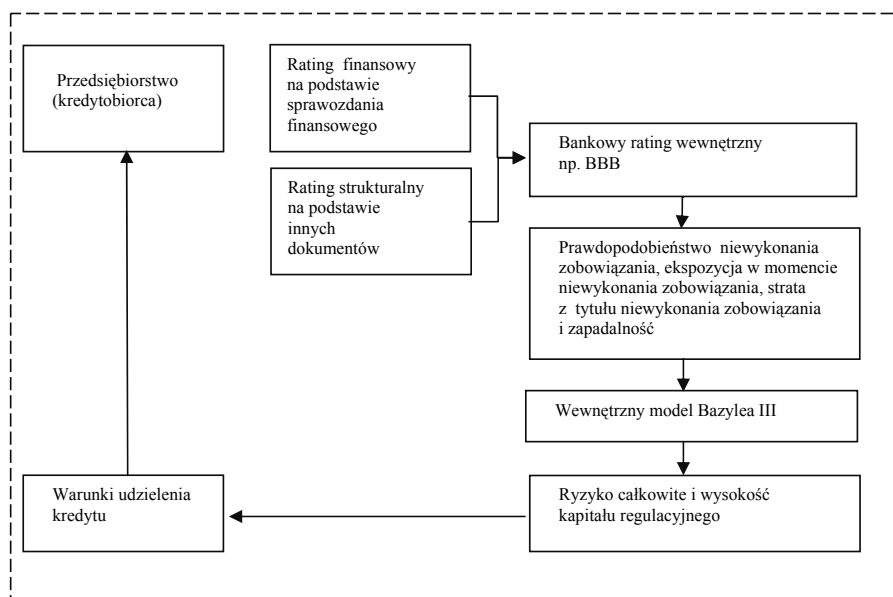 Przedsiębiorstwo
(kredytobiorca)
Rating finansowy
na podstawie
sprawozdania
finansowego
Bankowy rating wewnętrzny
np. BBB
Rating strukturalny
na podstawie
innych
dokumentów
Prawdopodobieństwo niewykonania
zobowiązania, ekspozycja w momencie
niewykonania zobowiązania, strata
z tytułu niewykonania zobowiązania
i zapadalność
Wewnętrzny model Bazylea III
Ryzyko całkowite i wysokość
kapitału regulacyjnego
Warunki udzielenia
kredytu